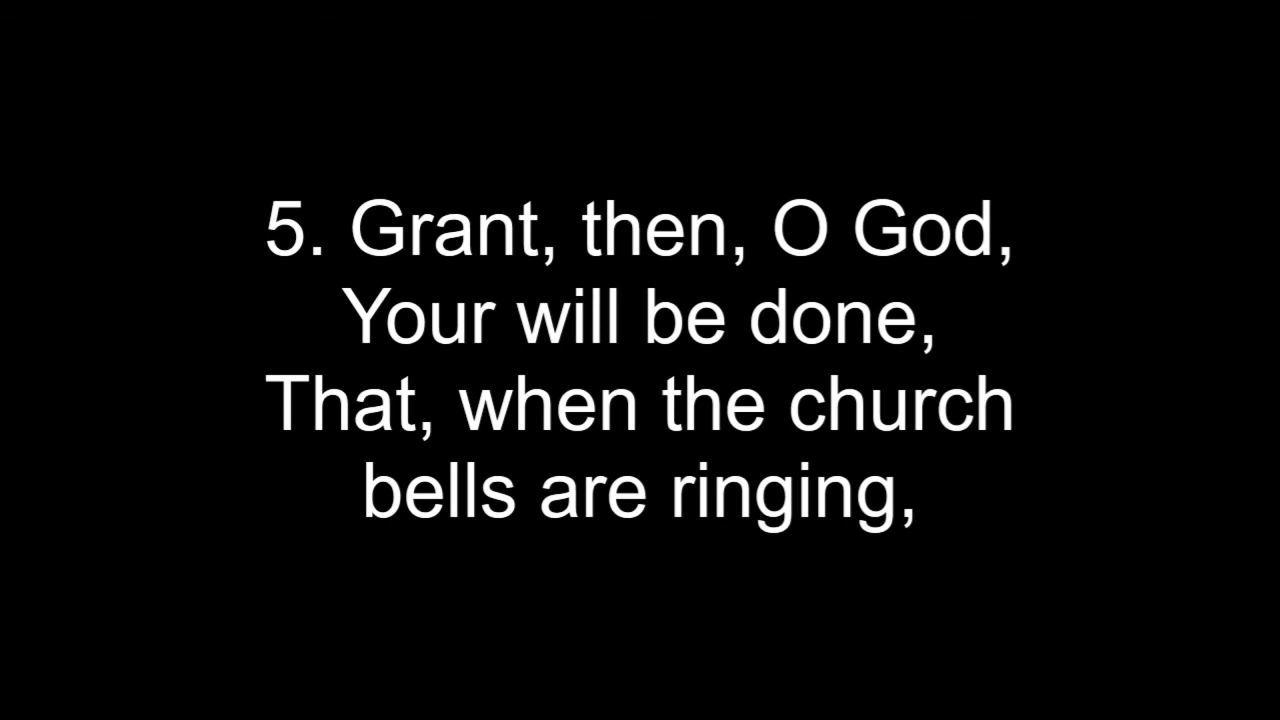 5. Grant, then, O God,
Your will be done,
That, when the church
bells are ringing,